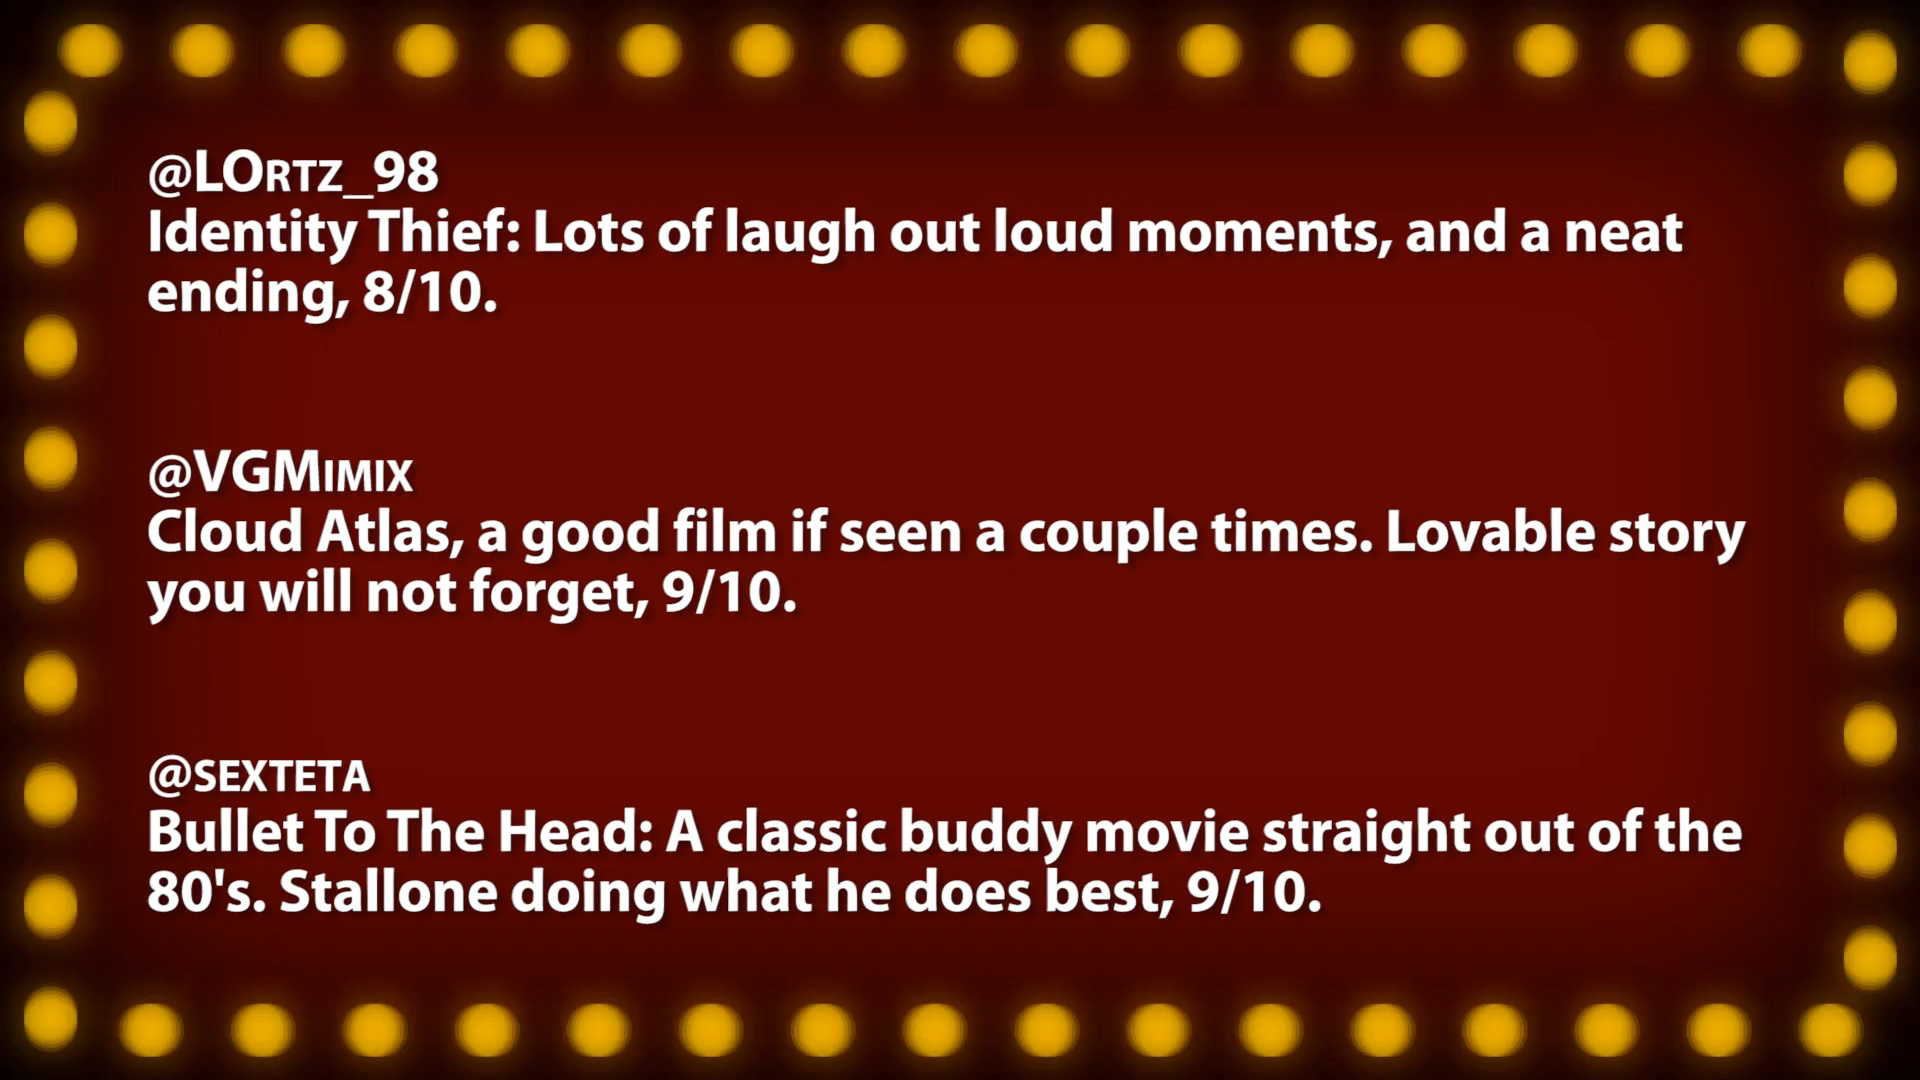 @LOrtz_98
Identity Thief: Lots of laugh out loud moments, and a neat
ending, 8/10.
@VGMimix
Cloud Atlas, a good film if seen a couple times. Lovable story
you will not forget, 9/10.
@sexteta
Bullet To The Head: A classic buddy movie straight out of the
80's. Stallone doing what he does best, 9/10.